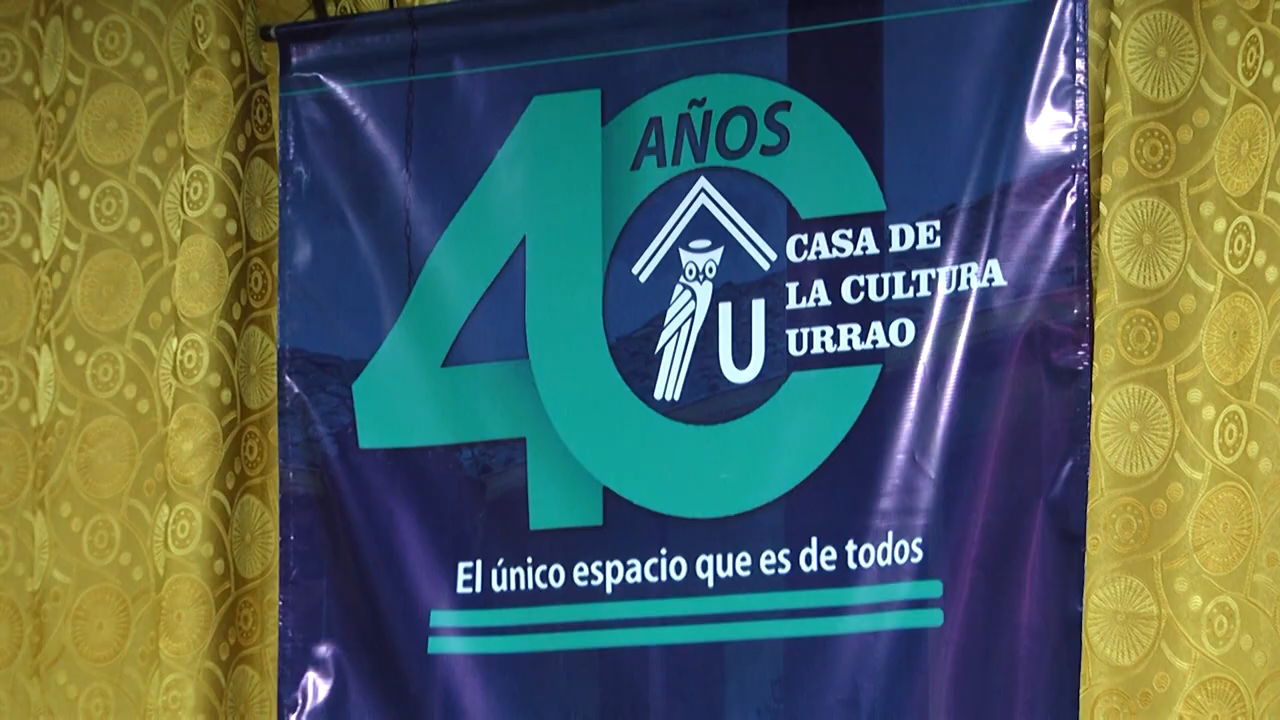 40
AÑOS
U
CASA DE
LA CULTURA
URRAO
El único espacio que es de todos